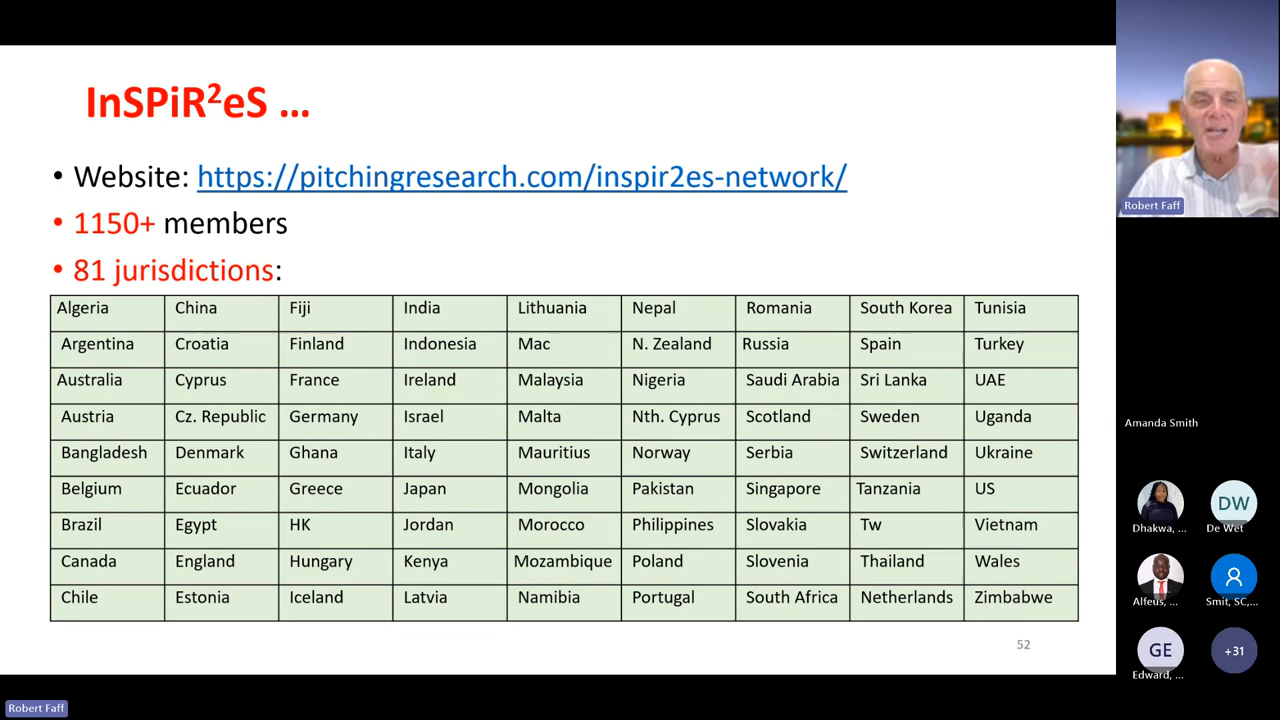 InSPiR²eS ...
• Website: https://pitchingresearch.com/inspir2es-network/
• 1150+ members
• 81 jurisdictions:
Algeria China Fiji India Lithuania Nepal Romania South Korea Tunisia
Argentina Croatia Finland Indonesia Mac N. Zealand Russia Spain Turkey
Australia Cyprus France Ireland Malaysia Nigeria Saudi Arabia Sri Lanka UAE
Austria Cz. Republic Germany Israel Malta Nth. Cyprus Scotland Sweden Uganda
Bangladesh Denmark Ghana Italy Mauritius Norway Serbia Switzerland Ukraine
Belgium Ecuador Greece Japan Mongolia Pakistan Singapore Tanzania US
Brazil Egypt HK Jordan Morocco Philippines Slovakia Tw Vietnam
Canada England Hungary Kenya Mozambique Poland Slovenia Thailand Wales
Chile Estonia Iceland Latvia Namibia Portugal South Africa Netherlands Zimbabwe
52
Robert Faff
Amanda Smith
DW
Dhakwa, ... De Wet
Alfeus, ... Smit, SC,...
GE +31
Edward, ...
Robert Faff